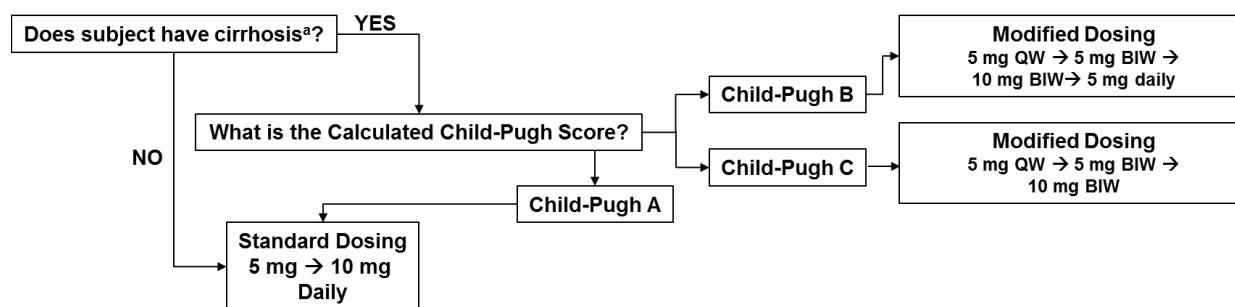 Does subject have cirrhosisᵃ?
YES
Modified Dosing
5 mg QW → 5 mg BIW →
10 mg BIW→ 5 mg daily
Child-Pugh B
What is the Calculated Child-Pugh Score?
NO
Child-Pugh C
Modified Dosing
5 mg QW → 5 mg BIW →
10 mg BIW
Child-Pugh A
Standard Dosing
5 mg → 10 mg
Daily